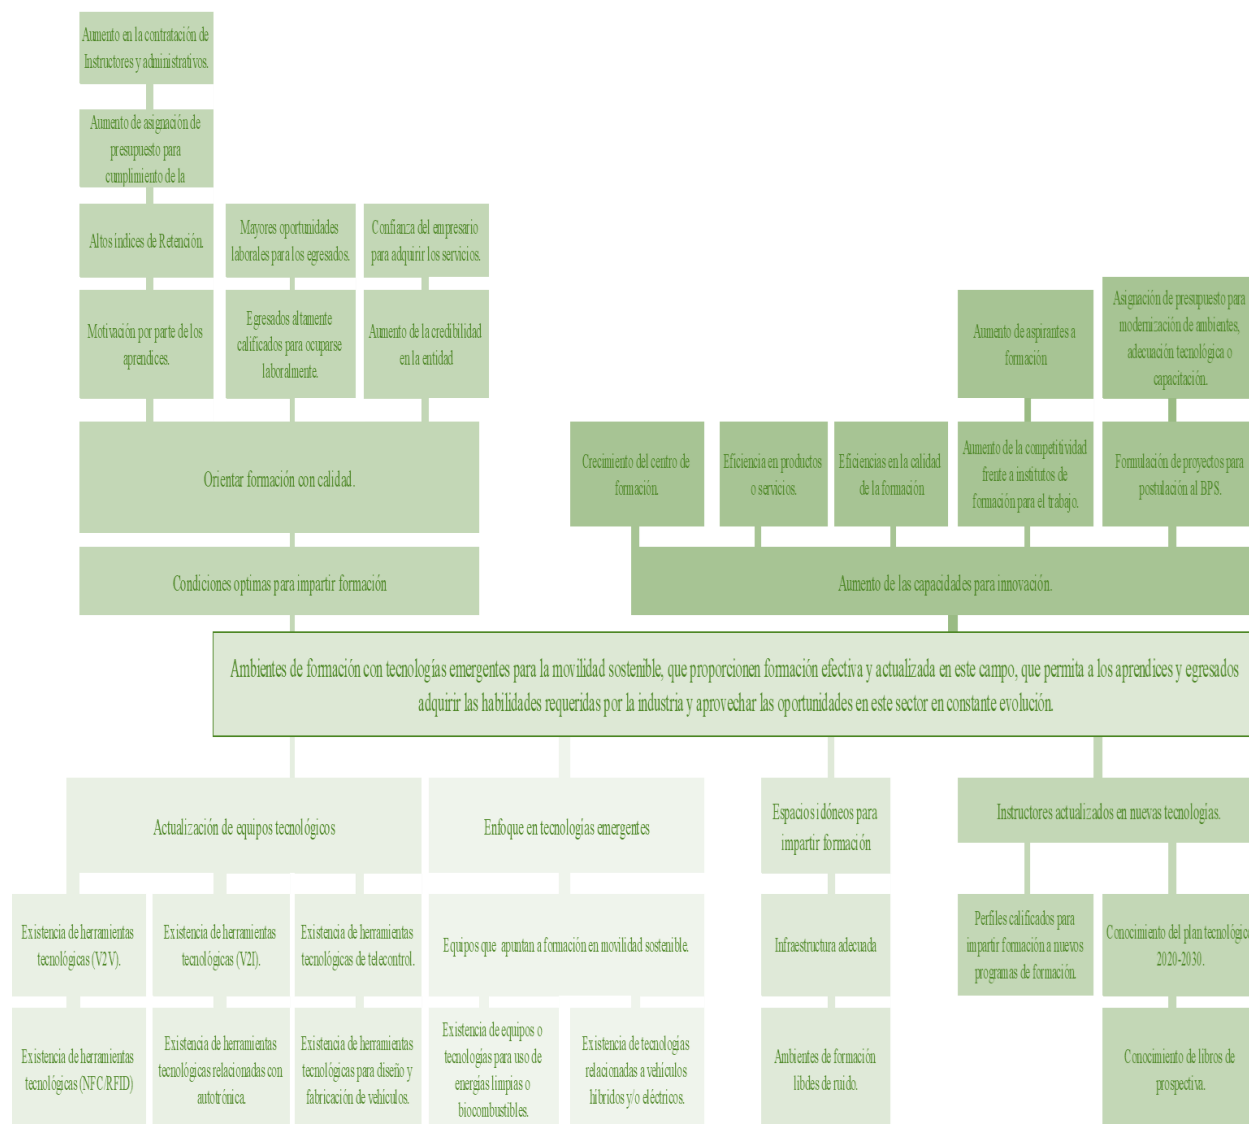 Aumento en la contratación de
Instructores y administrativos.
Aumento de asignación de
presupuesto para
cumplimiento de la
Altos índices de Retención.
Mayores oportunidades
laborales para los egresados.
Confianza del empresario
para adquirir los servicios.
Motivación por parte de los
aprendices.
Egresados altamente
calificados para ocuparse
laboralmente.
Aumento de la credibilidad
en la entidad
Aumento de aspirantes a
formación
Asignación de presupuesto para
modernización de ambientes,
adecuación tecnológica o
capacitación.
Orientar formación con calidad.
Crecimiento del centro de
formación.
Eficiencia en productos
o servicios.
Eficiencias en la calidad
de la formación
Aumento de la competitividad
frente a institutos de
formación para el trabajo.
Formulación de proyectos para
postulación al BPS.
Condiciones optimas para impartir formación
Aumento de las capacidades para innovación.
Ambientes de formación con tecnologías emergentes para la movilidad sostenible, que proporcionen formación efectiva y actualizada en este campo, que permita a los aprendices y egresados
adquirir las habilidades requeridas por la industria y aprovechar las oportunidades en este sector en constante evolución.
Actualización de equipos tecnológicos
Enfoque en tecnologías emergentes
Espacios idóneos para
impartir formación
Instructores actualizados en nuevas tecnologías.
Existencia de herramientas
tecnológicas (V2V).
Existencia de herramientas
tecnológicas (V2I).
Existencia de herramientas
tecnológicas de telecontrol.
Equipos que apuntan a formación en movilidad sostenible.
Infraestructura adecuada
Perfiles calificados para
impartir formación a nuevos
programas de formación.
Conocimiento del plan tecnológic
2020-2030.
Existencia de herramientas
tecnológicas (NFC/RFID)
Existencia de herramientas
tecnológicas relacionadas con
autotrónica.
Existencia de herramientas
tecnológicas para diseño y
fabricación de vehículos.
Existencia de equipos o
tecnologías para uso de
energías limpias o
biocombustibles.
Existencia de tecnologías
relacionadas a vehículos
híbridos y/o eléctricos.
Ambientes de formación
libdes de ruido.
Conocimiento de libros de
prospectiva.